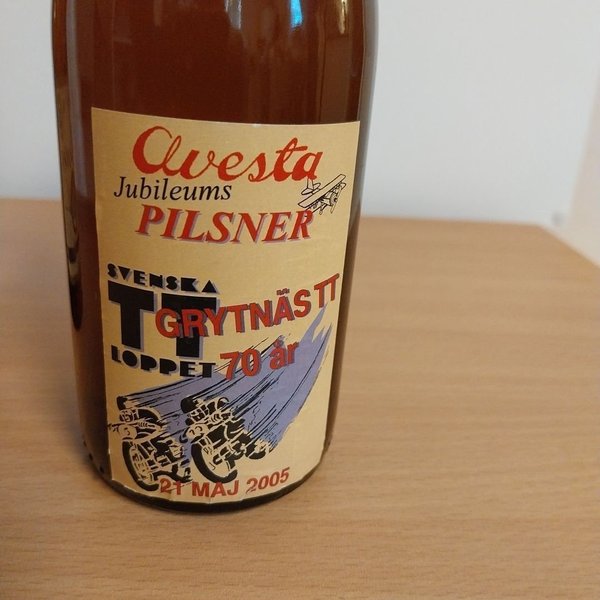 Avesta
Jubileums
PILSNER
SVENSKA
TT
LOPPET
GRYTNÄS TT
70 år
21 MAJ 2005